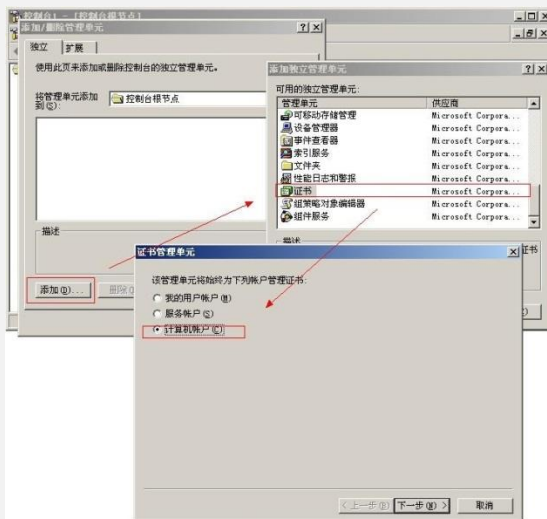 控制台1 - [控制台根节点]
添加/删除管理单元
独立
扩展
使用此页来添加或删除控制台的独立管理单元。
将管理单元添加到(S):
控制台根节点
描述
添加(D)...
删除
添加独立管理单元
可用的独立管理单元:
管理单元 供应商
可移动存储管理 Microsoft Corpora...
设备管理器 Microsoft Corpora...
事件查看器 Microsoft Corpora...
索引服务 Microsoft Corpora...
文件夹 Microsoft Corpora...
性能日志和警报 Microsoft Corpora...
证书 Microsoft Corpora...
组策略对象编辑器 Microsoft Corpora...
组件服务 Microsoft Corpora...
描述
证书
证书管理单元
该管理单元将始终为下列帐户管理证书:
我的用户帐户(M)
服务帐户(S)
计算机帐户(C)
< 上一步(B)
下一步(N) >
取消